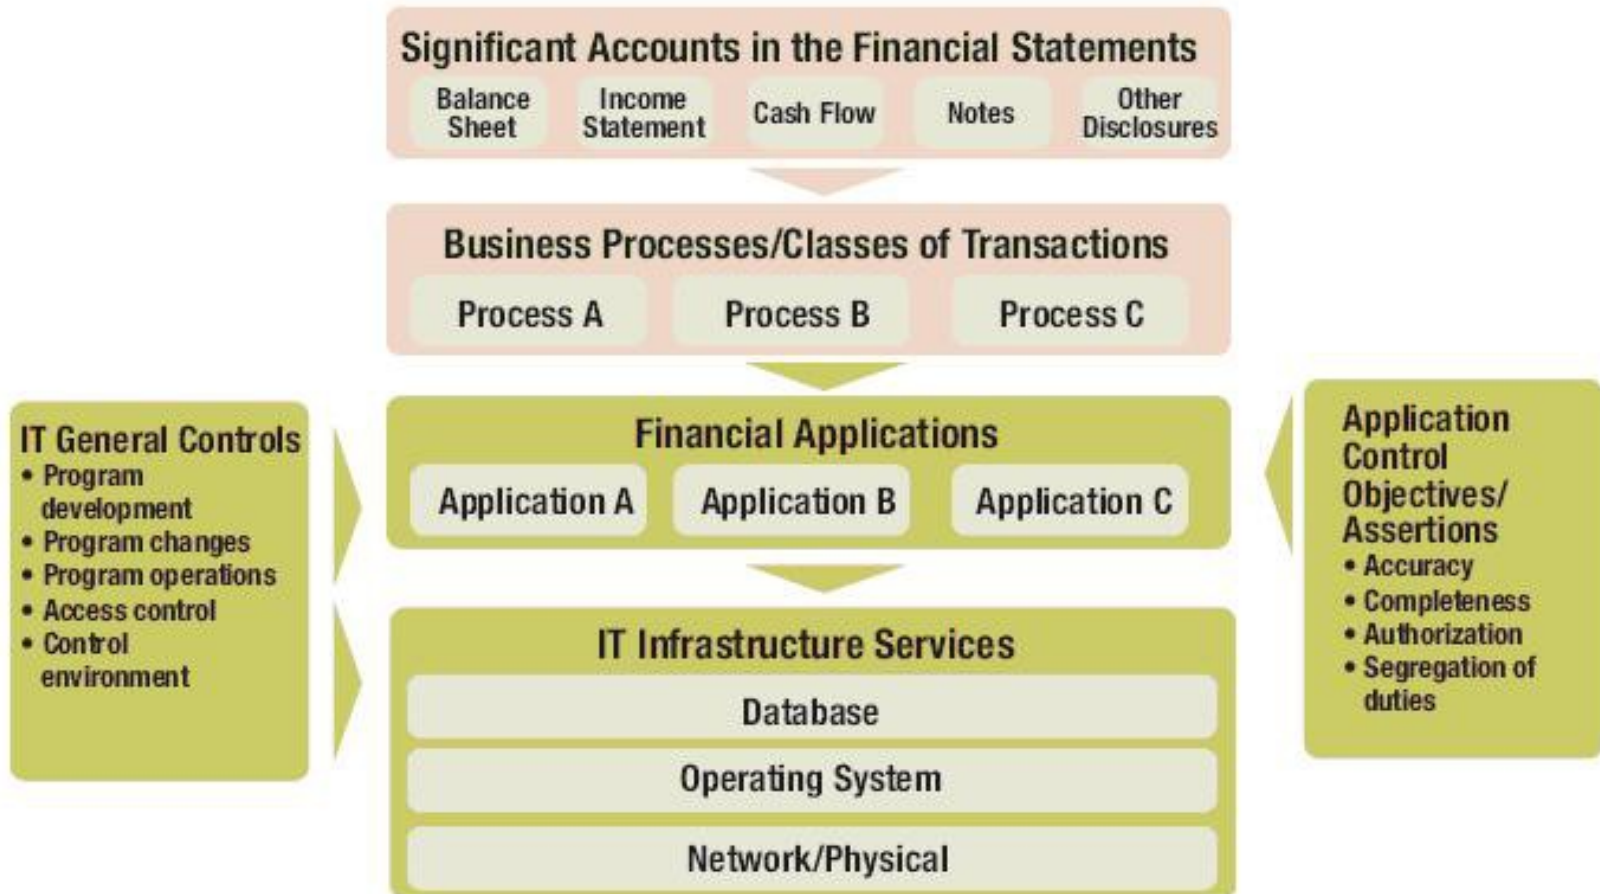 Significant Accounts in the Financial Statements
Balance
Sheet
Income
Statement
Cash Flow
Notes
Other
Disclosures
Business Processes/Classes of Transactions
Process A
Process B
Process C
IT General Controls
• Program
development
• Program changes
• Program operations
• Access control
• Control
environment
Financial Applications
Application A
Application B
Application C
Application
Control
Objectives/
Assertions
• Accuracy
• Completeness
• Authorization
• Segregation of
duties
IT Infrastructure Services
Database
Operating System
Network/Physical